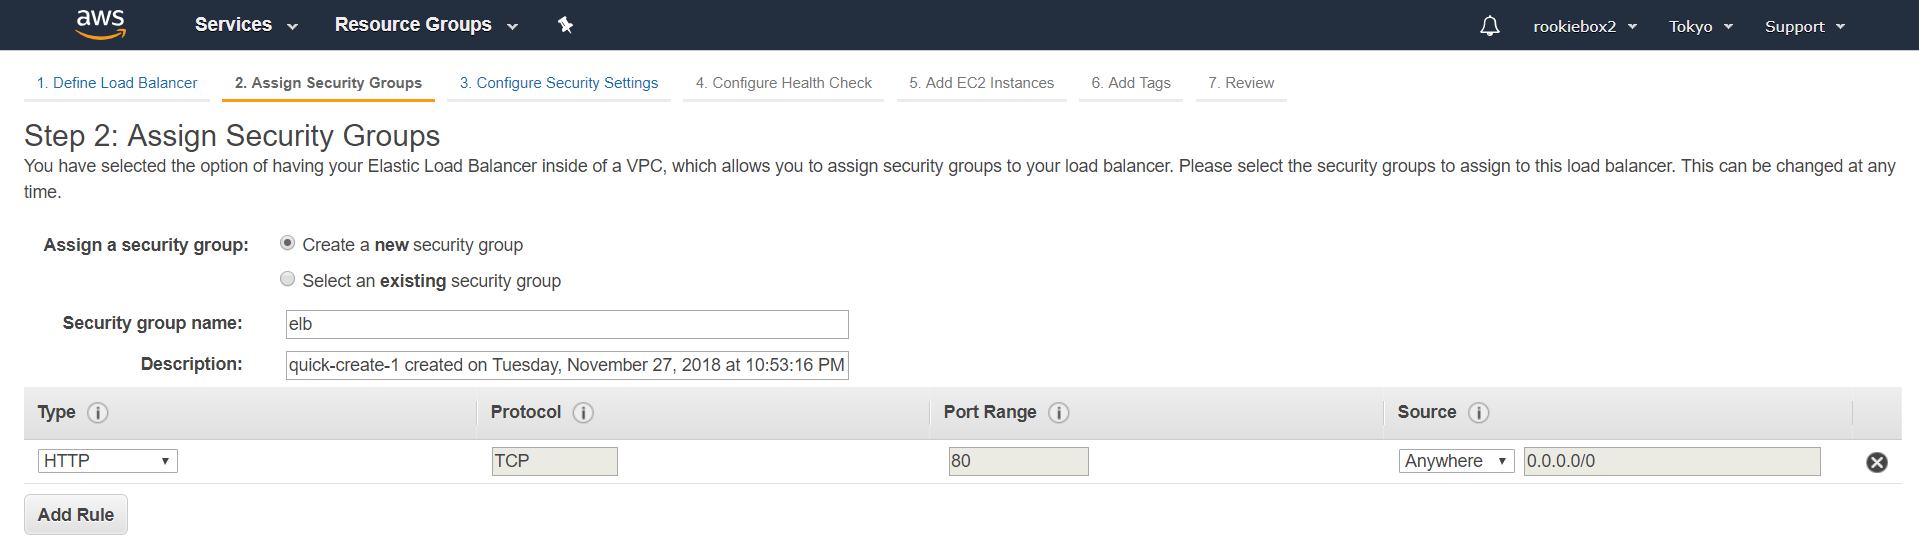 aws Services Resource Groups rookiebox2 Tokyo Support
1. Define Load Balancer 2. Assign Security Groups 3. Configure Security Settings 4. Configure Health Check 5. Add EC2 Instances 6. Add Tags 7. Review
Step 2: Assign Security Groups
You have selected the option of having your Elastic Load Balancer inside of a VPC, which allows you to assign security groups to your load balancer. Please select the security groups to assign to this load balancer. This can be changed at any
time.
Assign a security group: Create a new security group
Select an existing security group
Security group name: elb
Description: quick-create-1 created on Tuesday, November 27, 2018 at 10:53:16 PM
Type i Protocol i Port Range i Source i
HTTP TCP 80 Anywhere 0.0.0.0/0
Add Rule